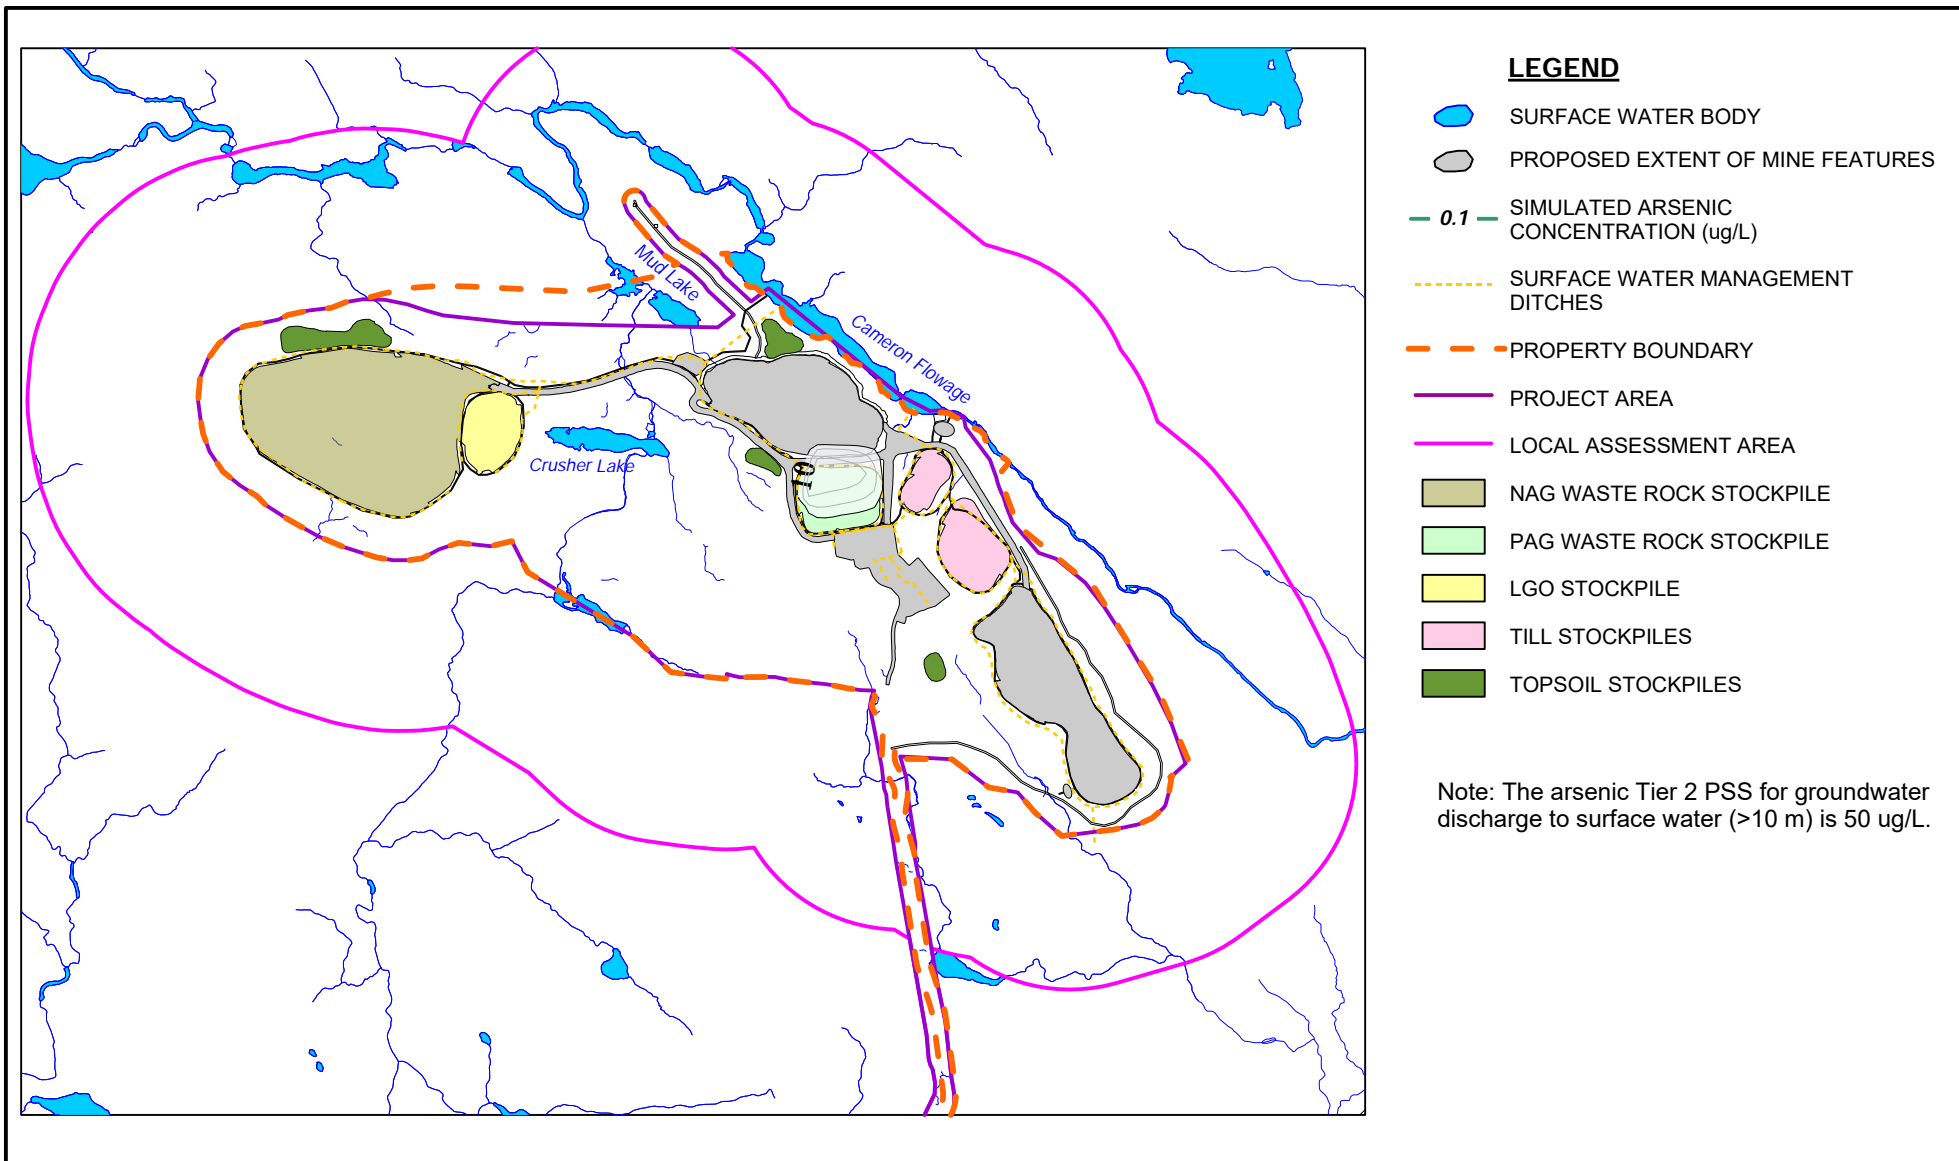 LEGEND
SURFACE WATER BODY
PROPOSED EXTENT OF MINE FEATURES
0.1
SIMULATED ARSENIC
CONCENTRATION (ug/L)
SURFACE WATER MANAGEMENT
DITCHES
PROPERTY BOUNDARY
PROJECT AREA
LOCAL ASSESSMENT AREA
NAG WASTE ROCK STOCKPILE
PAG WASTE ROCK STOCKPILE
LGO STOCKPILE
TILL STOCKPILES
TOPSOIL STOCKPILES
Note: The arsenic Tier 2 PSS for groundwater
discharge to surface water (>10 m) is 50 ug/L.
Mud Lake
Cameron Flowage
Crusher Lake